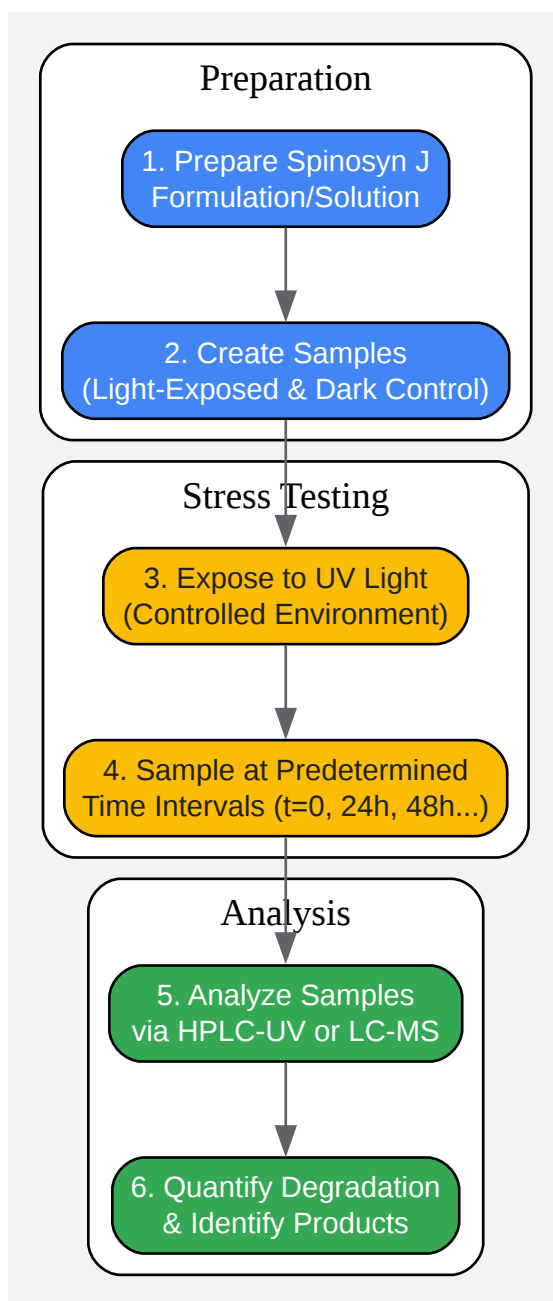 Preparation
1. Prepare Spinosyn J
Formulation/Solution
2. Create Samples
(Light-Exposed & Dark Control)
Stress Testing
3. Expose to UV Light
(Controlled Environment)
4. Sample at Predetermined
Time Intervals (t=0, 24h, 48h...)
Analysis
5. Analyze Samples
via HPLC-UV or LC-MS
6. Quantify Degradation
& Identify Products